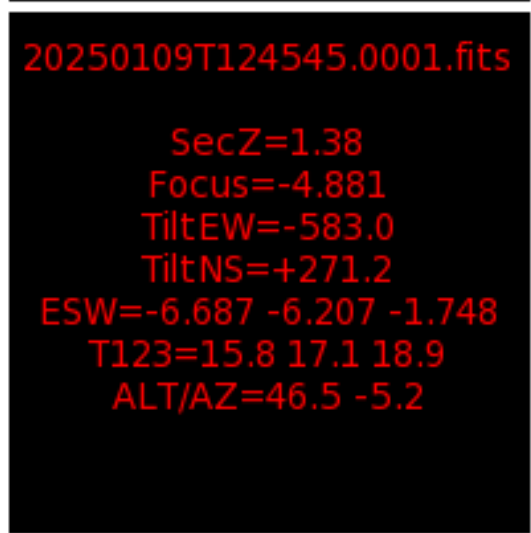 20250109T124545.0001.fits
SecZ=1.38
Focus=-4.881
TiltEW=-583.0
TiltNS=+271.2
ESW=-6.687 -6.207 -1.748
T123=15.8 17.1 18.9
ALT/AZ=46.5 -5.2